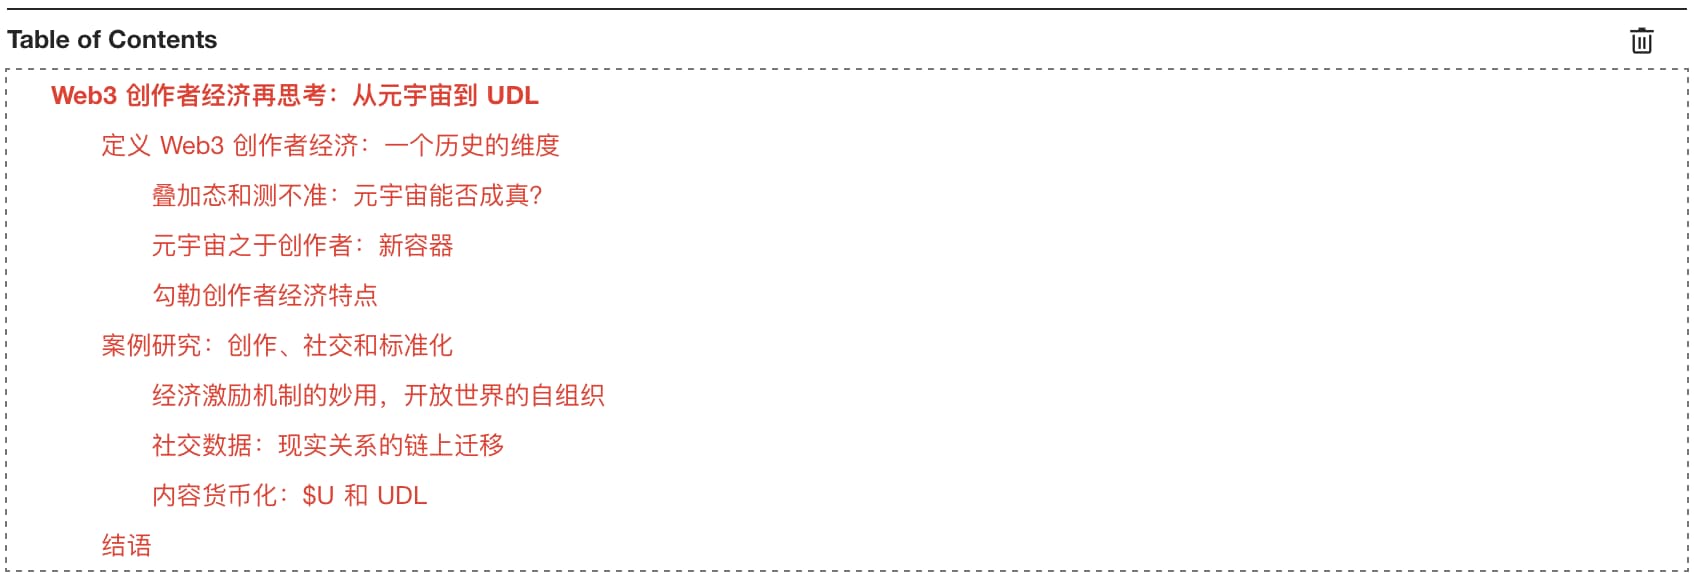 Table of Contents
Web3 创作者经济再思考：从元宇宙到 UDL
定义 Web3 创作者经济：一个历史的维度
叠加态和测不准：元宇宙能否成真？
元宇宙之于创作者：新容器
勾勒创作者经济特点
案例研究：创作、社交和标准化
经济激励机制的妙用，开放世界的自组织
社交数据：现实关系的链上迁移
内容货币化：$U 和 UDL
结语